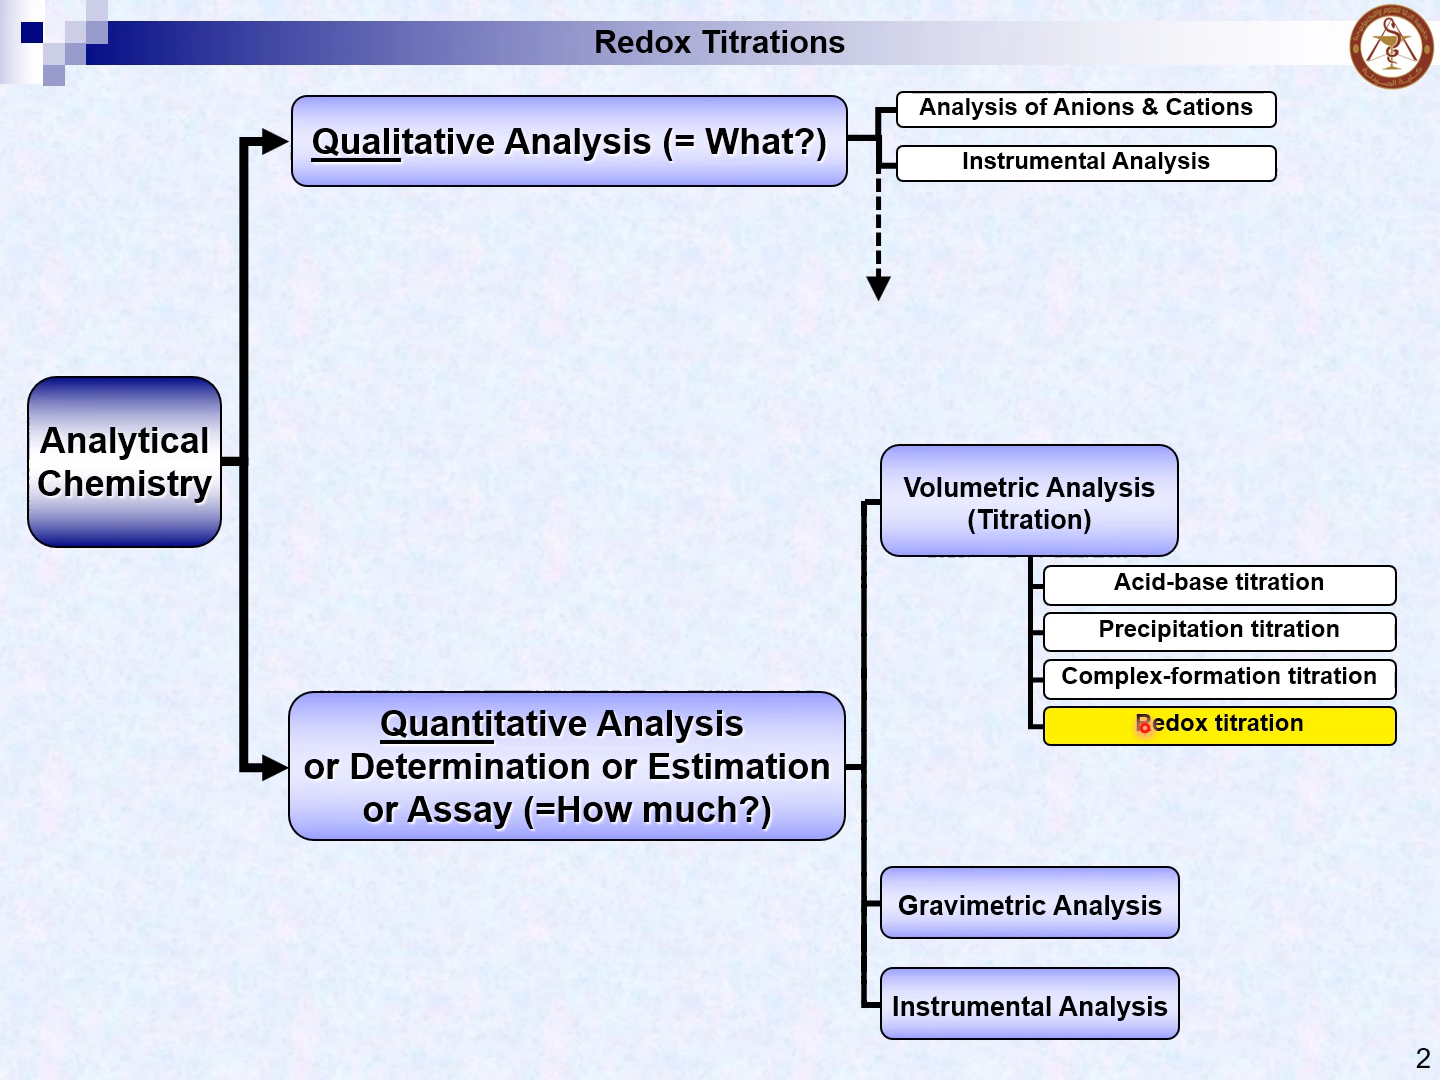 Redox Titrations
Qualitative Analysis (= What?)
Analysis of Anions & Cations
Instrumental Analysis
Analytical
Chemistry
Volumetric Analysis
(Titration)
Acid-base titration
Precipitation titration
Complex-formation titration
Redox titration
Quantitative Analysis
or Determination or Estimation
or Assay (=How much?)
Gravimetric Analysis
Instrumental Analysis
2